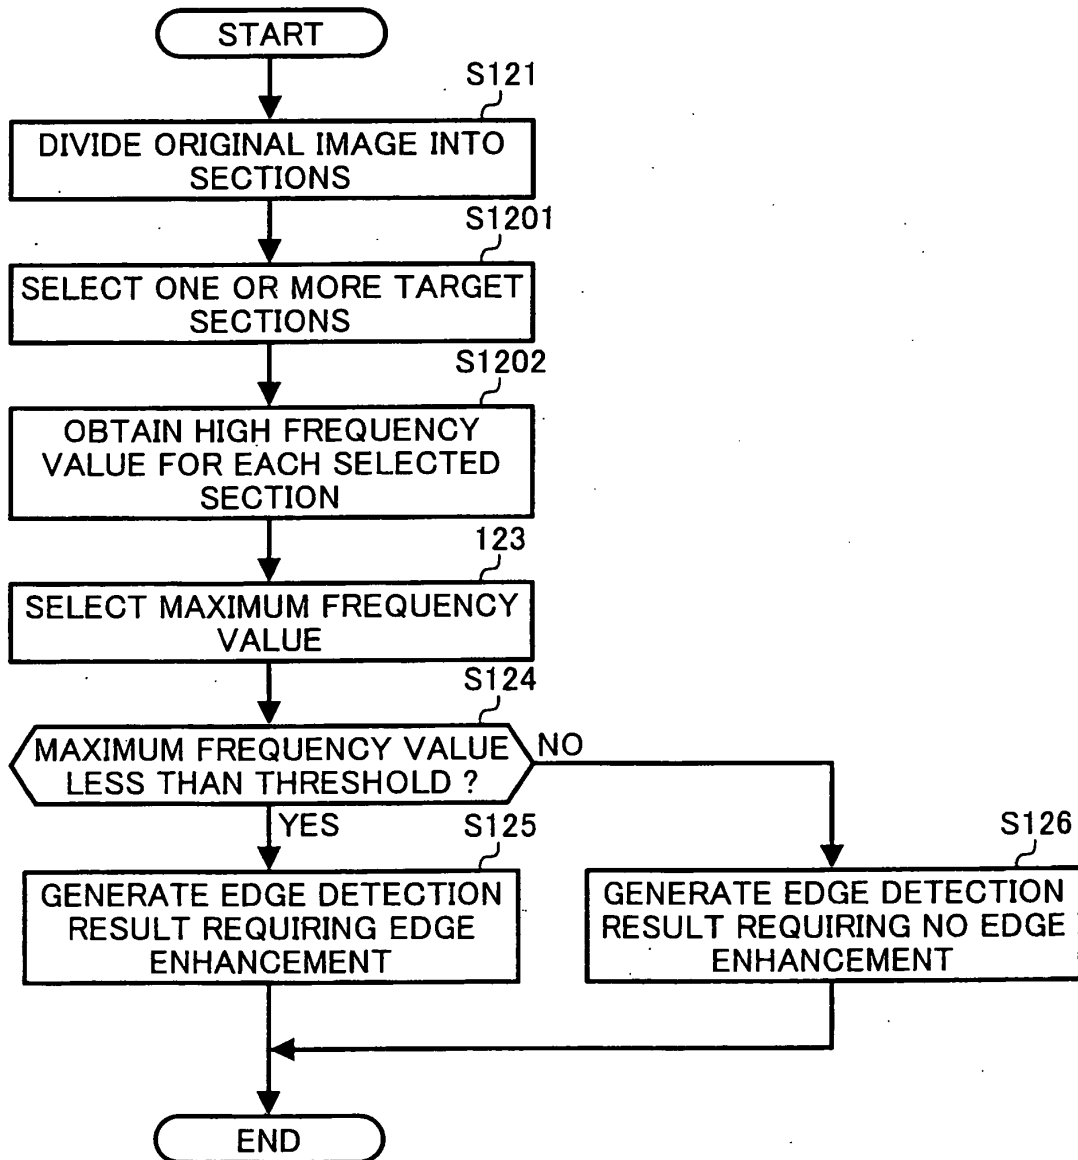 START
S121
DIVIDE ORIGINAL IMAGE INTO
SECTIONS
S1201
SELECT ONE OR MORE TARGET
SECTIONS
S1202
OBTAIN HIGH FREQUENCY
VALUE FOR EACH SELECTED
SECTION
123
SELECT MAXIMUM FREQUENCY
VALUE
S124
MAXIMUM FREQUENCY VALUE
LESS THAN THRESHOLD ?
NO
YES
S125
GENERATE EDGE DETECTION
RESULT REQUIRING EDGE
ENHANCEMENT
S126
GENERATE EDGE DETECTION
RESULT REQUIRING NO EDGE
ENHANCEMENT
END